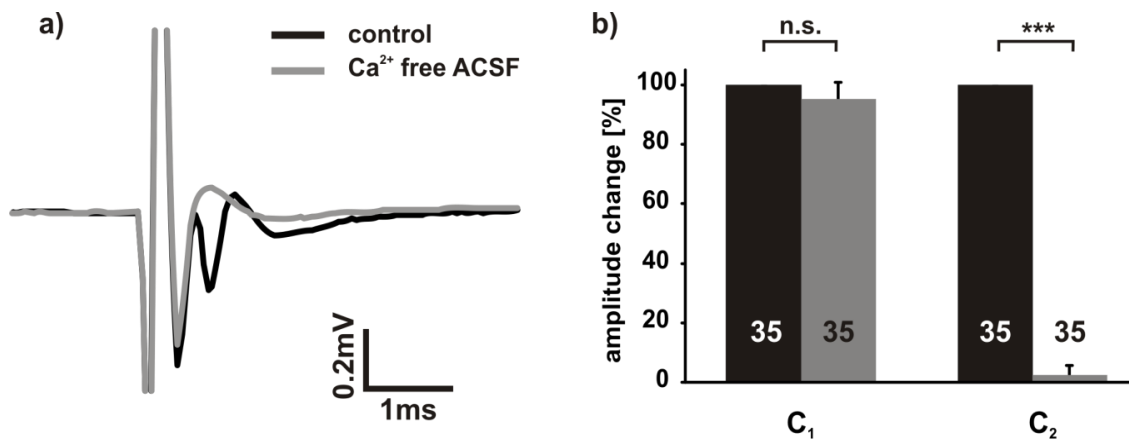 a)
control
Ca²⁺ free ACSF
0.2mV
1ms
b)
n.s.
***
amplitude change [%]
100
80
60
40
20
0
35
35
35
35
C₁
C₂